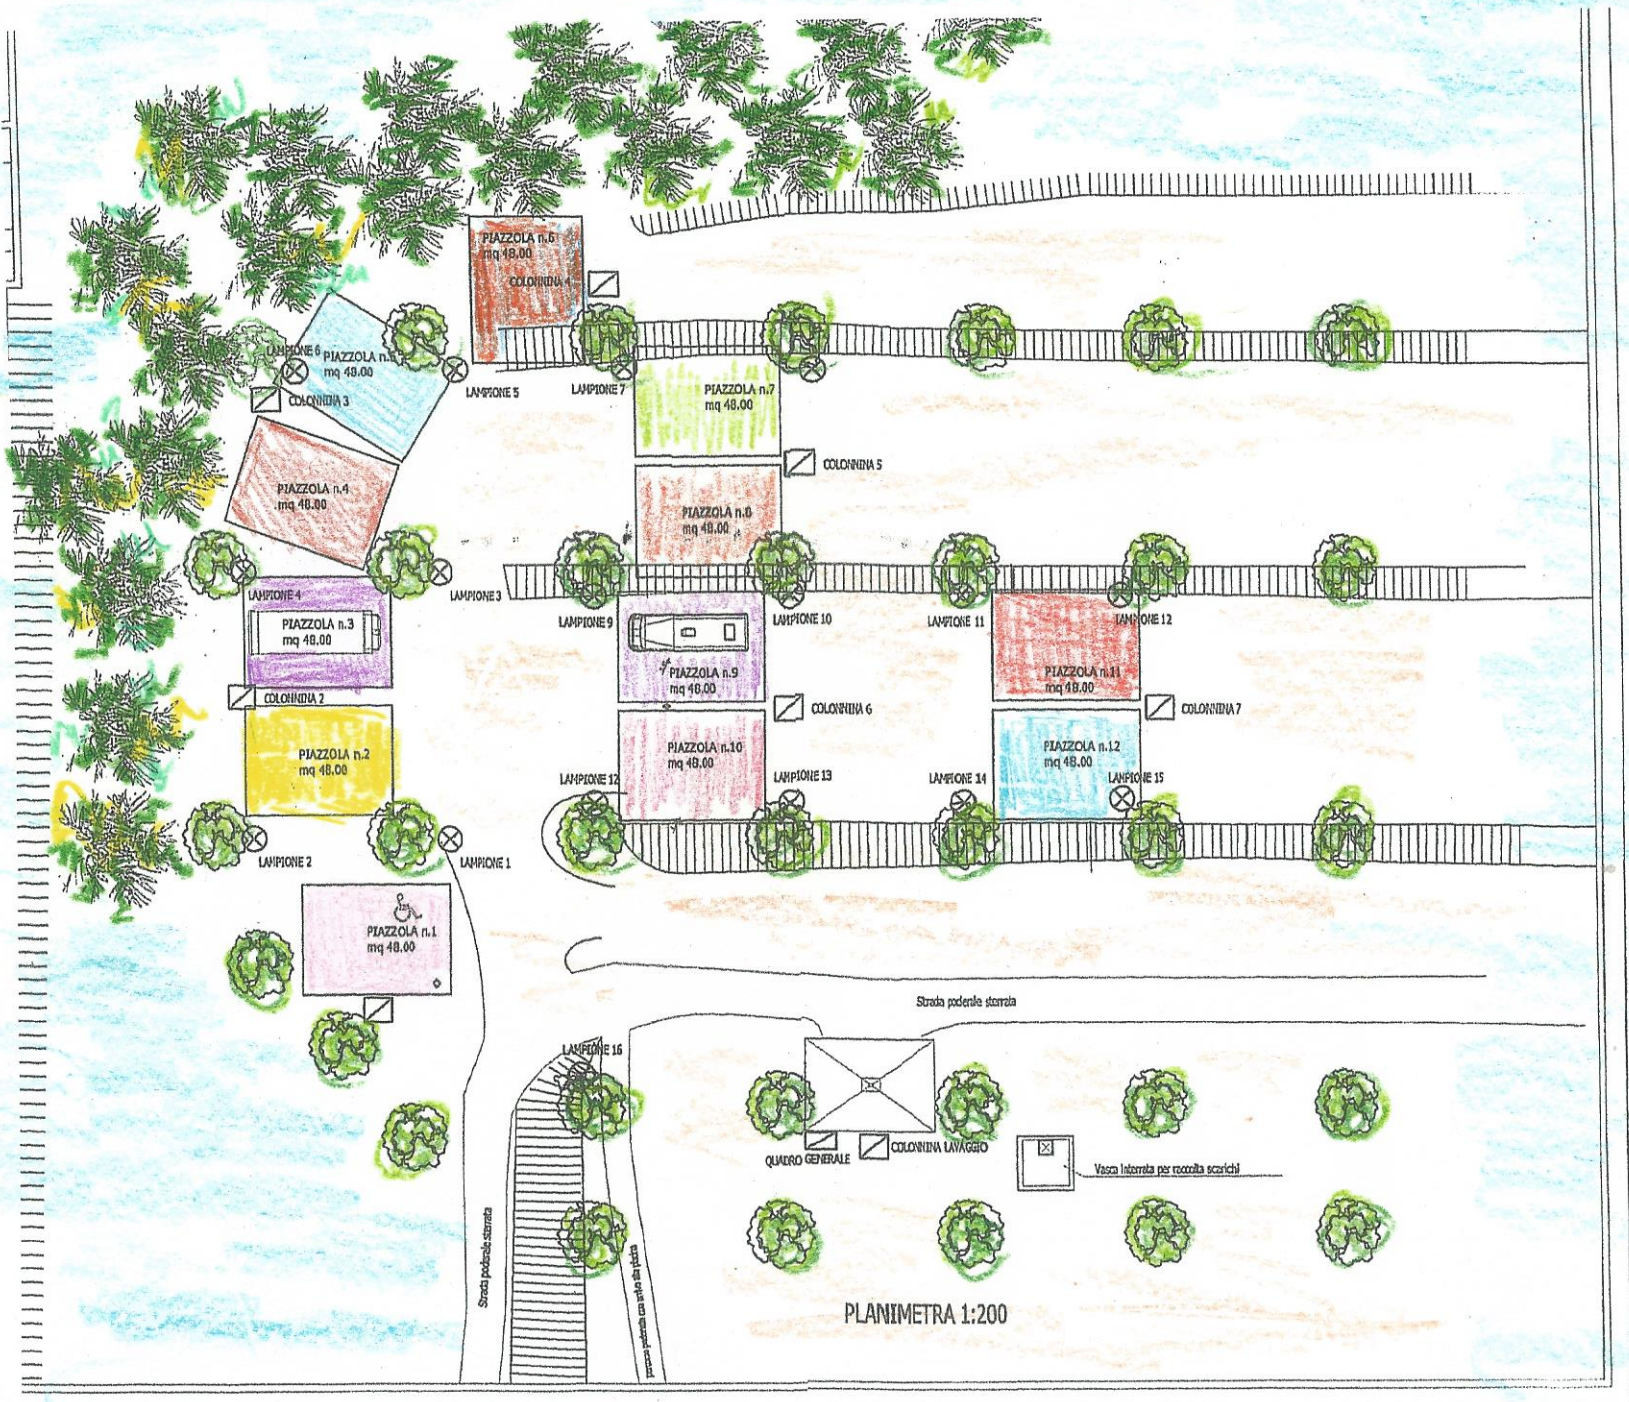 PIAZZOLA n.6
mq 48.00
COLONNINA 4
LAMPIONE 6
PIAZZOLA n.
mq 48.00
COLONNINA 3
LAMPIONE 5
LAMPIONE 7
PIAZZOLA n.7
mq 48.00
COLONNINA 5
PIAZZOLA n.4
mq 48.00
PIAZZOLA n.8
mq 48.00
LAMPIONE 4
LAMPIONE 3
LAMPIONE 9
LAMPIONE 10
LAMPIONE 11
LAMPIONE 12
PIAZZOLA n.3
mq 48.00
PIAZZOLA n.9
mq 48.00
PIAZZOLA n.11
mq 48.00
COLONNINA 2
COLONNINA 6
COLONNINA 7
PIAZZOLA n.2
mq 48.00
PIAZZOLA n.10
mq 48.00
PIAZZOLA n.12
mq 48.00
LAMPIONE 12
LAMPIONE 13
LAMPIONE 14
LAMPIONE 15
LAMPIONE 2
LAMPIONE 1
PIAZZOLA n.1
mq 48.00
Strada poderale sterrata
LAMPIONE 16
QUADRO GENERALE
COLONNINA LAVAGGIO
Vasca interrata per raccolta scarichi
Strada poderale sterrata
PLANIMETRA 1:200